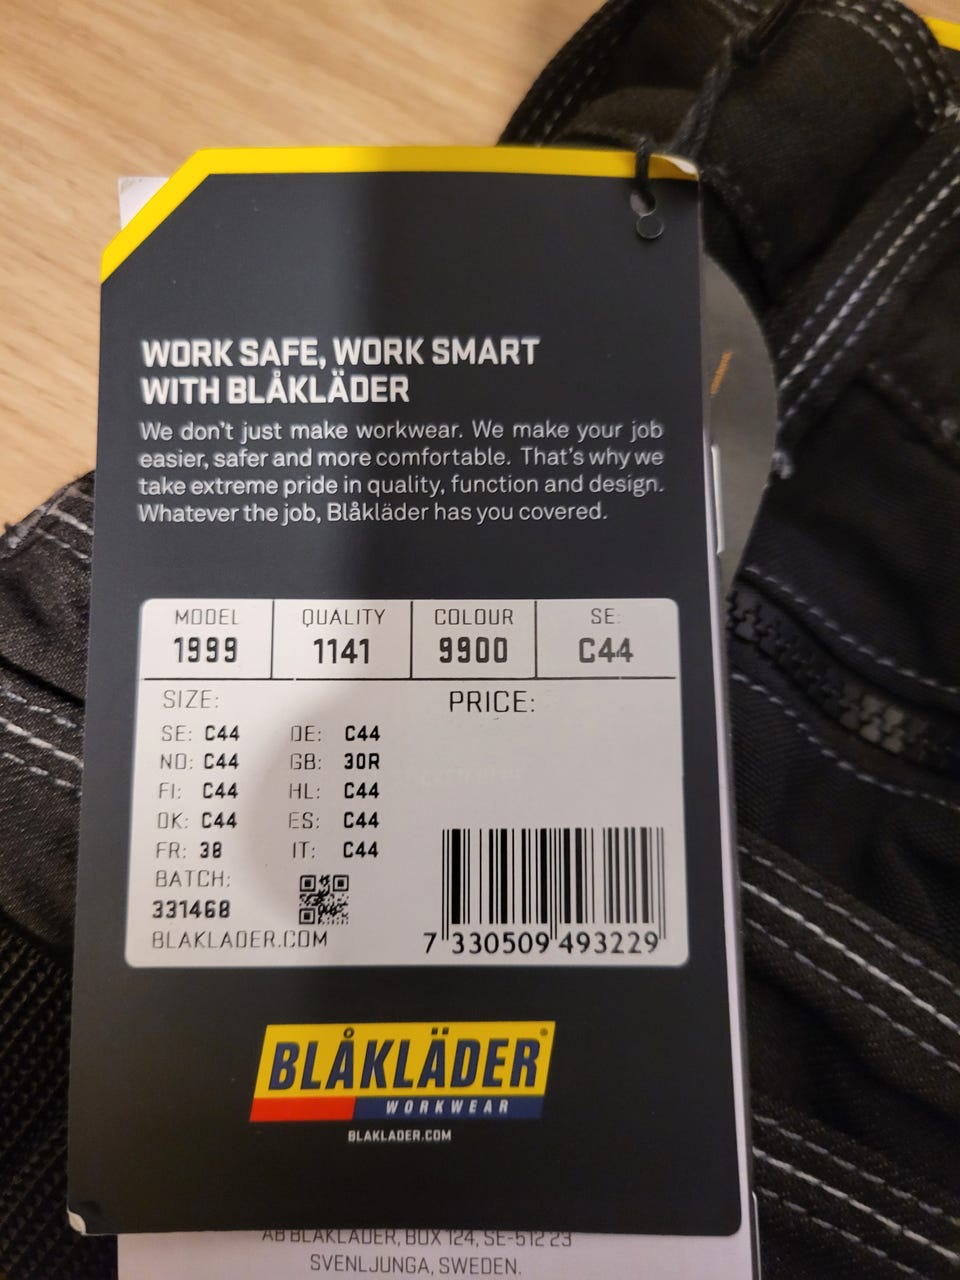 WORK SAFE, WORK SMART
WITH BLÅKLÄDER
We don't just make workwear. We make your job
easier, safer and more comfortable. That's why we
take extreme pride in quality, function and design.
Whatever the job, Blåkläder has you covered.
MODEL QUALITY COLOUR SE:
1999 1141 9900 C44
SIZE: PRICE:
SE: C44 DE: C44
NO: C44 GB: 30R
FI: C44 HL: C44
DK: C44 ES: C44
FR: 38 IT: C44
BATCH:
331468
BLAKLADER.COM
7 330509 493229
BLÅKLÄDER®
WORKWEAR
BLAKLADER.COM
AB BLÅKLÄDER, BOX 124, SE-512 23
SVENLJUNGA, SWEDEN.